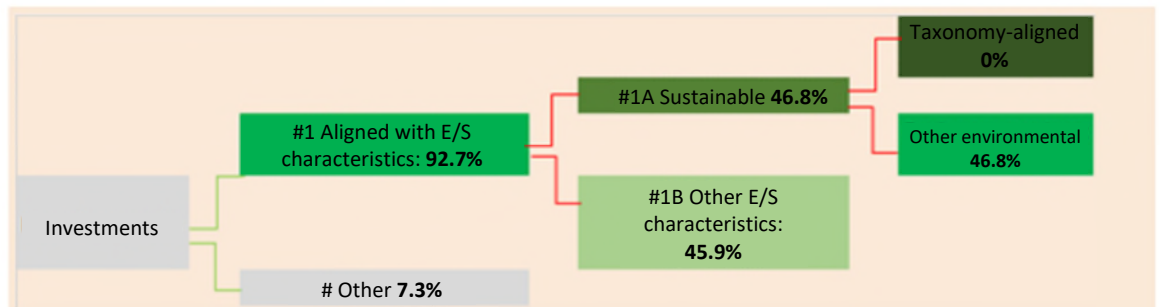 Taxonomy-aligned
0%
#1A Sustainable 46.8%
#1 Aligned with E/S
characteristics: 92.7%
Other environmental
46.8%
#1B Other E/S
characteristics:
45.9%
Investments
# Other 7.3%